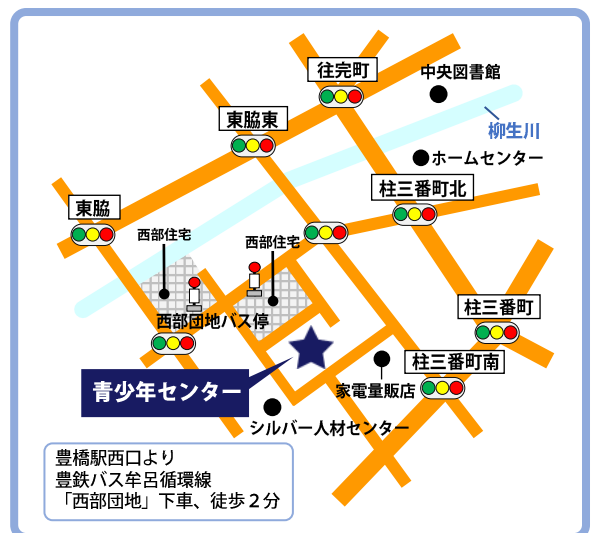 往完町
中央図書館
東脇東
柳生川
ホームセンター
柱三番町北
東脇
西部住宅
西部住宅
柱三番町
西部団地バス停
柱三番町南
青少年センター
家電量販店
シルバー人材センター
豊橋駅西口より
豊鉄バス牟呂循環線
「西部団地」下車、徒歩２分